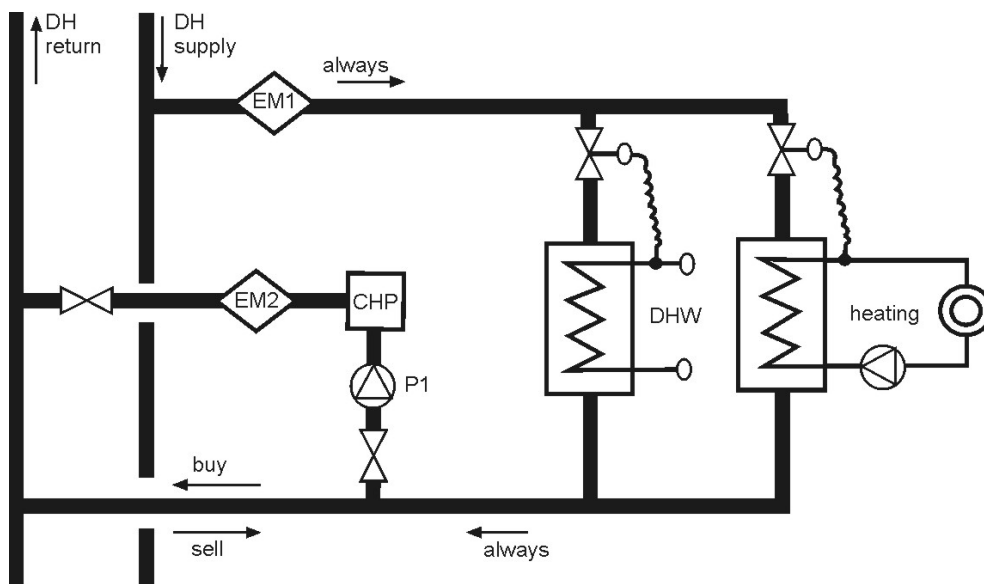 DH
return
DH
supply
always
EM1
EM2
CHP
DHW
heating
P1
buy
sell
always